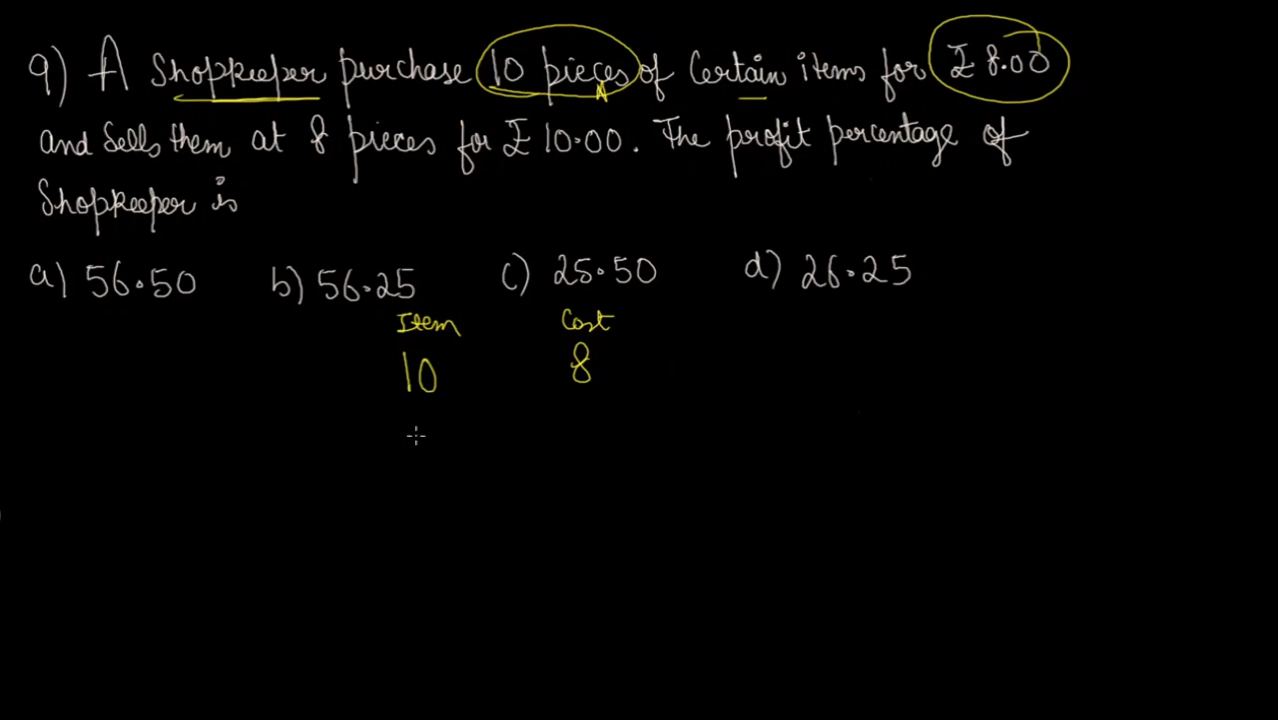 9) A Shopkeeper purchase 10 pieces of Certain items for ₹ 8.00
and Sells them at 8 pieces for ₹ 10.00. The profit percentage of
Shopkeeper is
a) 56.50 b) 56.25 c) 25.50 d) 26.25
Item Cost
10 8